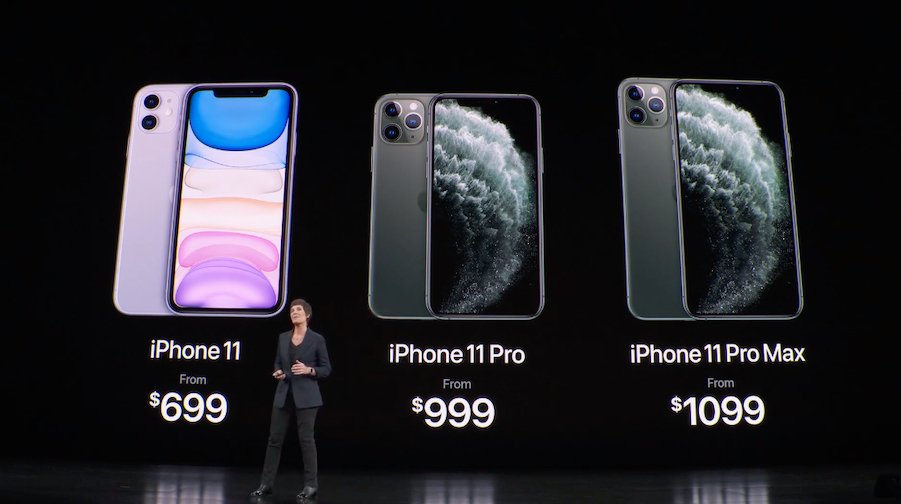 iPhone 11
From
$699
iPhone 11 Pro
From
$999
iPhone 11 Pro Max
From
$1099